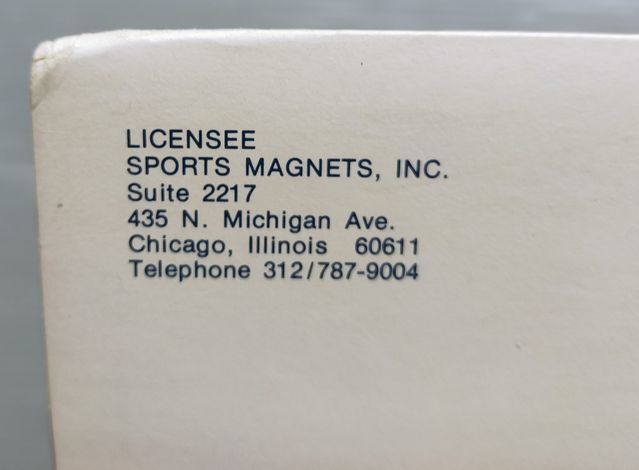 LICENSEE
SPORTS MAGNETS, INC.
Suite 2217
435 N. Michigan Ave.
Chicago, Illinois 60611
Telephone 312/787-9004